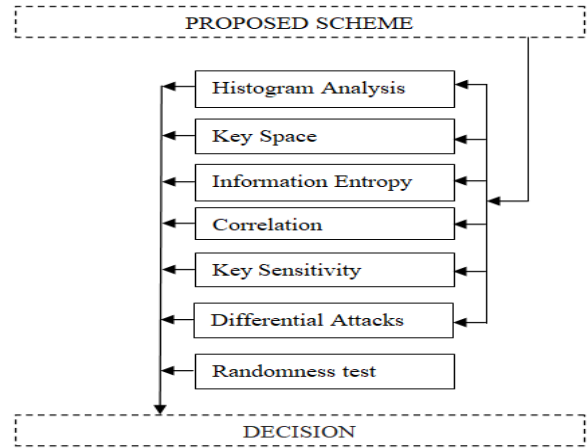 PROPOSED SCHEME
Histogram Analysis
Key Space
Information Entropy
Correlation
Key Sensitivity
Differential Attacks
Randomness test
DECISION